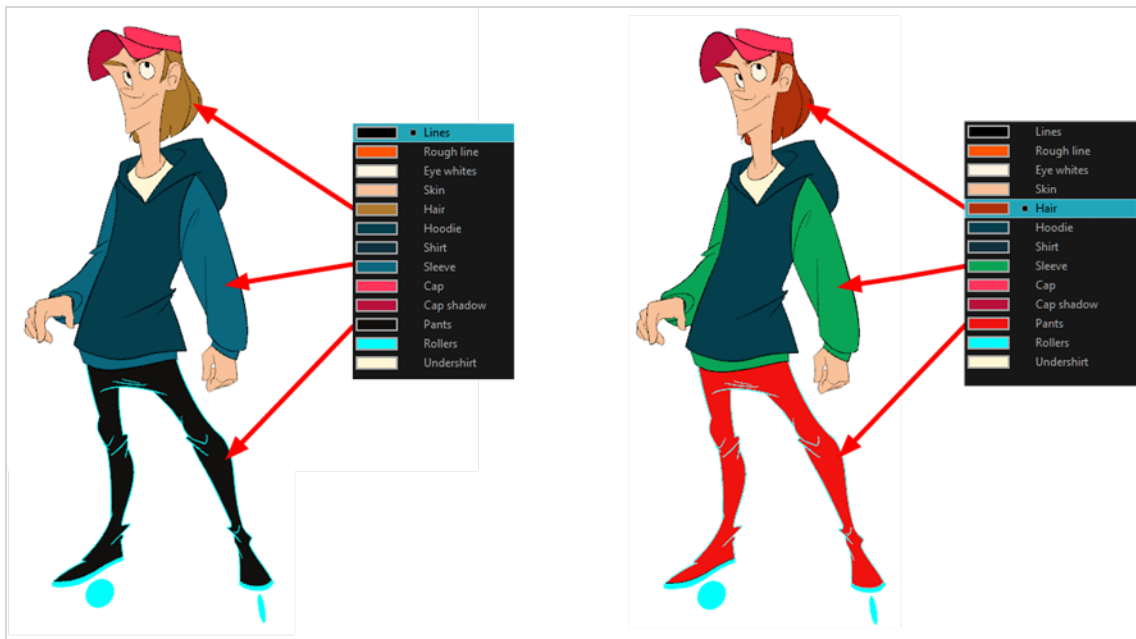 Lines
Rough line
Eye whites
Skin
Hair
Hoodie
Shirt
Sleeve
Cap
Cap shadow
Pants
Rollers
Undershirt
Lines
Rough line
Eye whites
Skin
Hair
Hoodie
Shirt
Sleeve
Cap
Cap shadow
Pants
Rollers
Undershirt